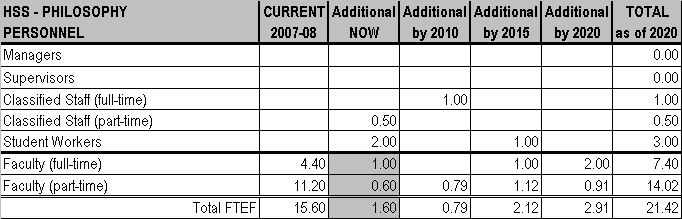 HSS - PHILOSOPHY CURRENT Additional Additional Additional Additional TOTAL
PERSONNEL 2007-08 NOW by 2010 by 2015 by 2020 as of 2020
Managers 0.00
Supervisors 0.00
Classified Staff (full-time) 1.00 1.00
Classified Staff (part-time) 0.50 0.50
Student Workers 2.00 1.00 3.00
Faculty (full-time) 4.40 1.00 1.00 2.00 7.40
Faculty (part-time) 11.20 0.60 0.79 1.12 0.91 14.02
Total FTEF 15.60 1.60 0.79 2.12 2.91 21.42